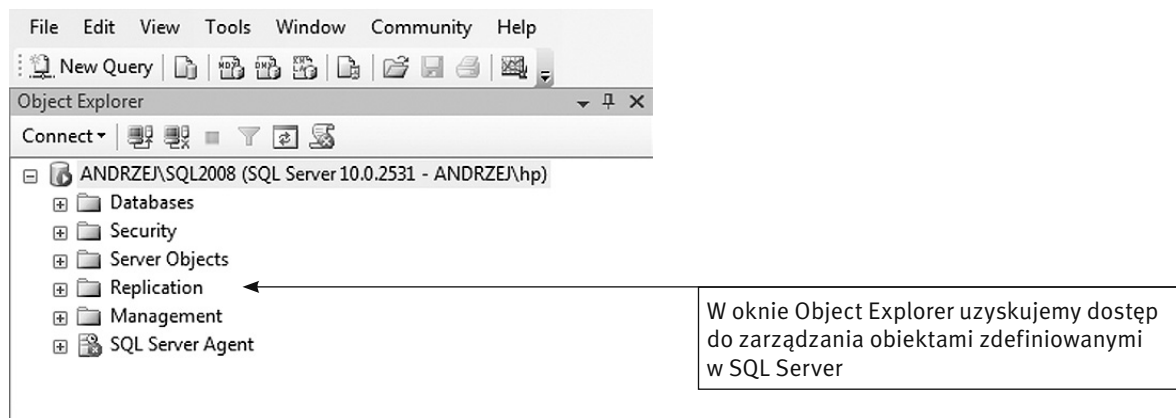 File Edit View Tools Window Community Help
New Query
Object Explorer
Connect
ANDRZEJ\SQL2008 (SQL Server 10.0.2531 - ANDRZEJ\hp)
Databases
Security
Server Objects
Replication
Management
SQL Server Agent
W oknie Object Explorer uzyskujemy dostęp
do zarządzania obiektami zdefiniowanymi
w SQL Server